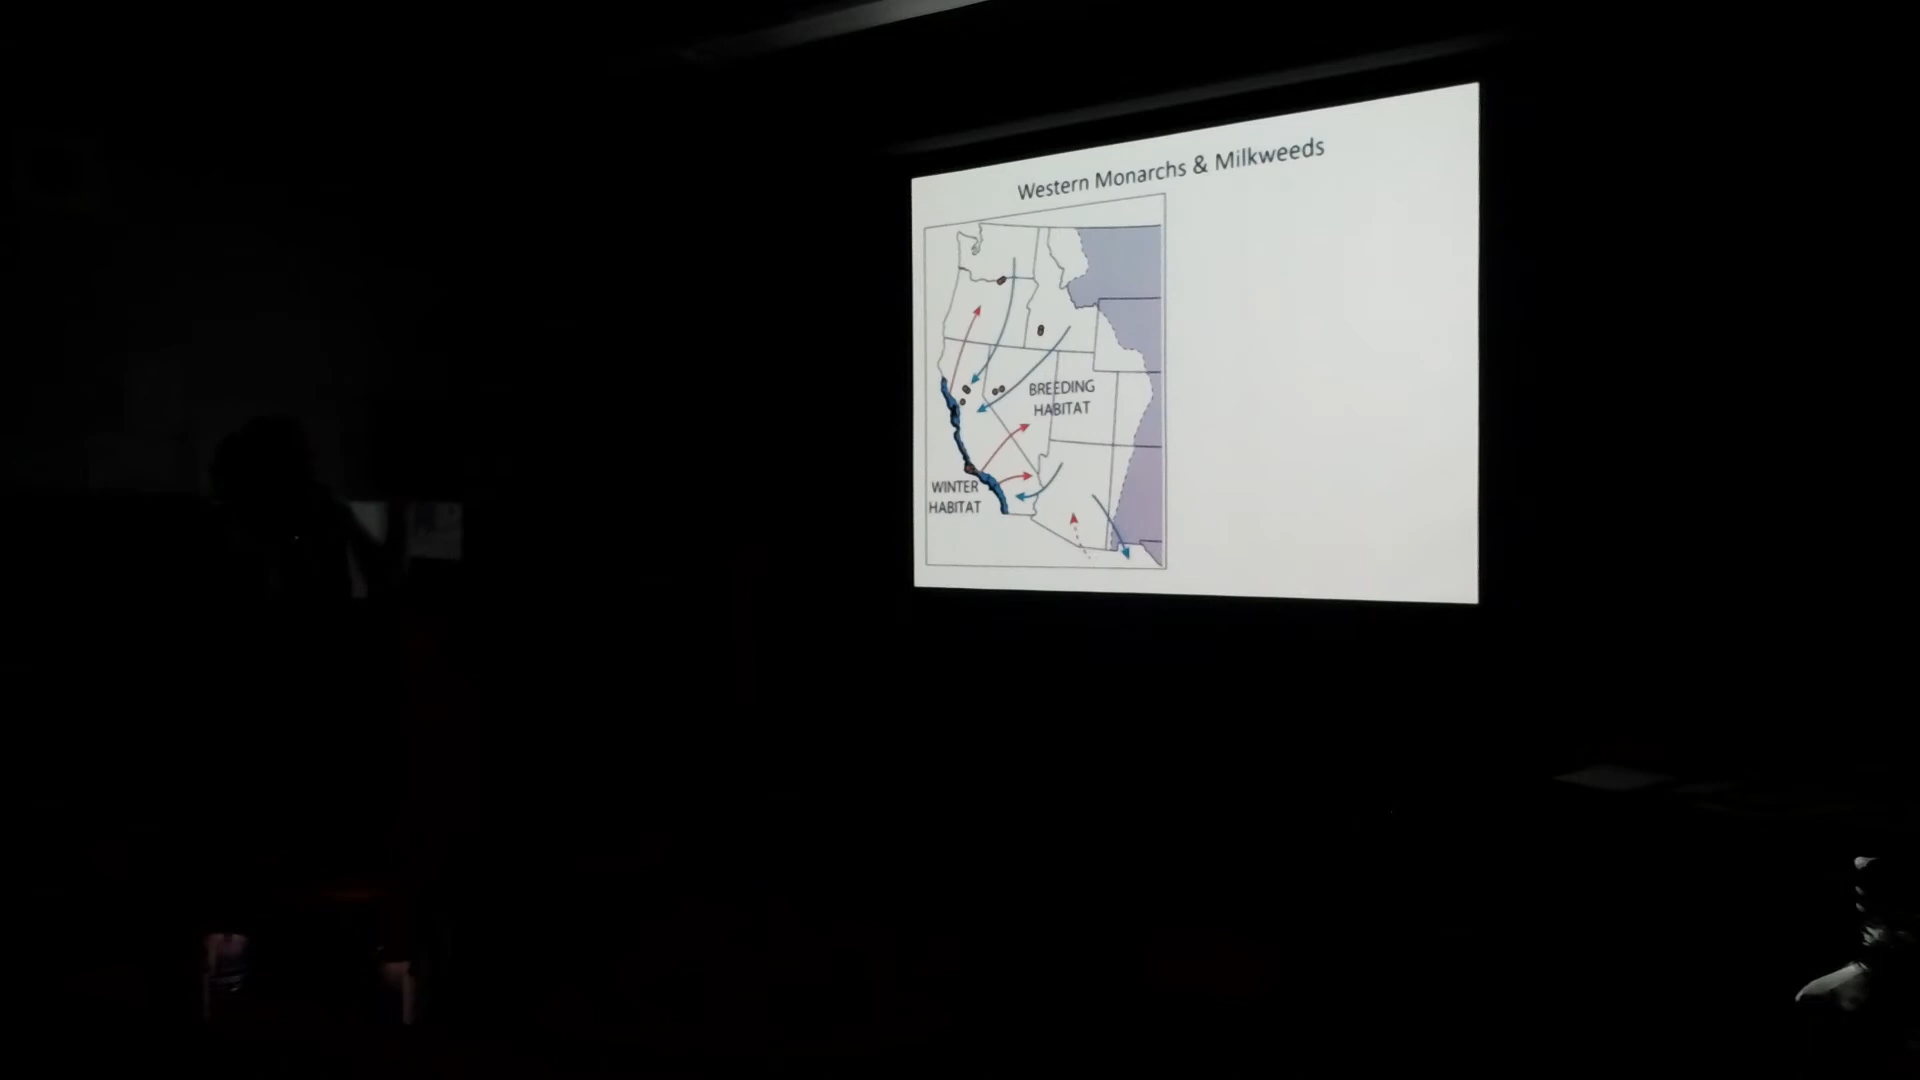 Western Monarchs & Milkweeds
BREEDING
HABITAT
WINTER
HABITAT